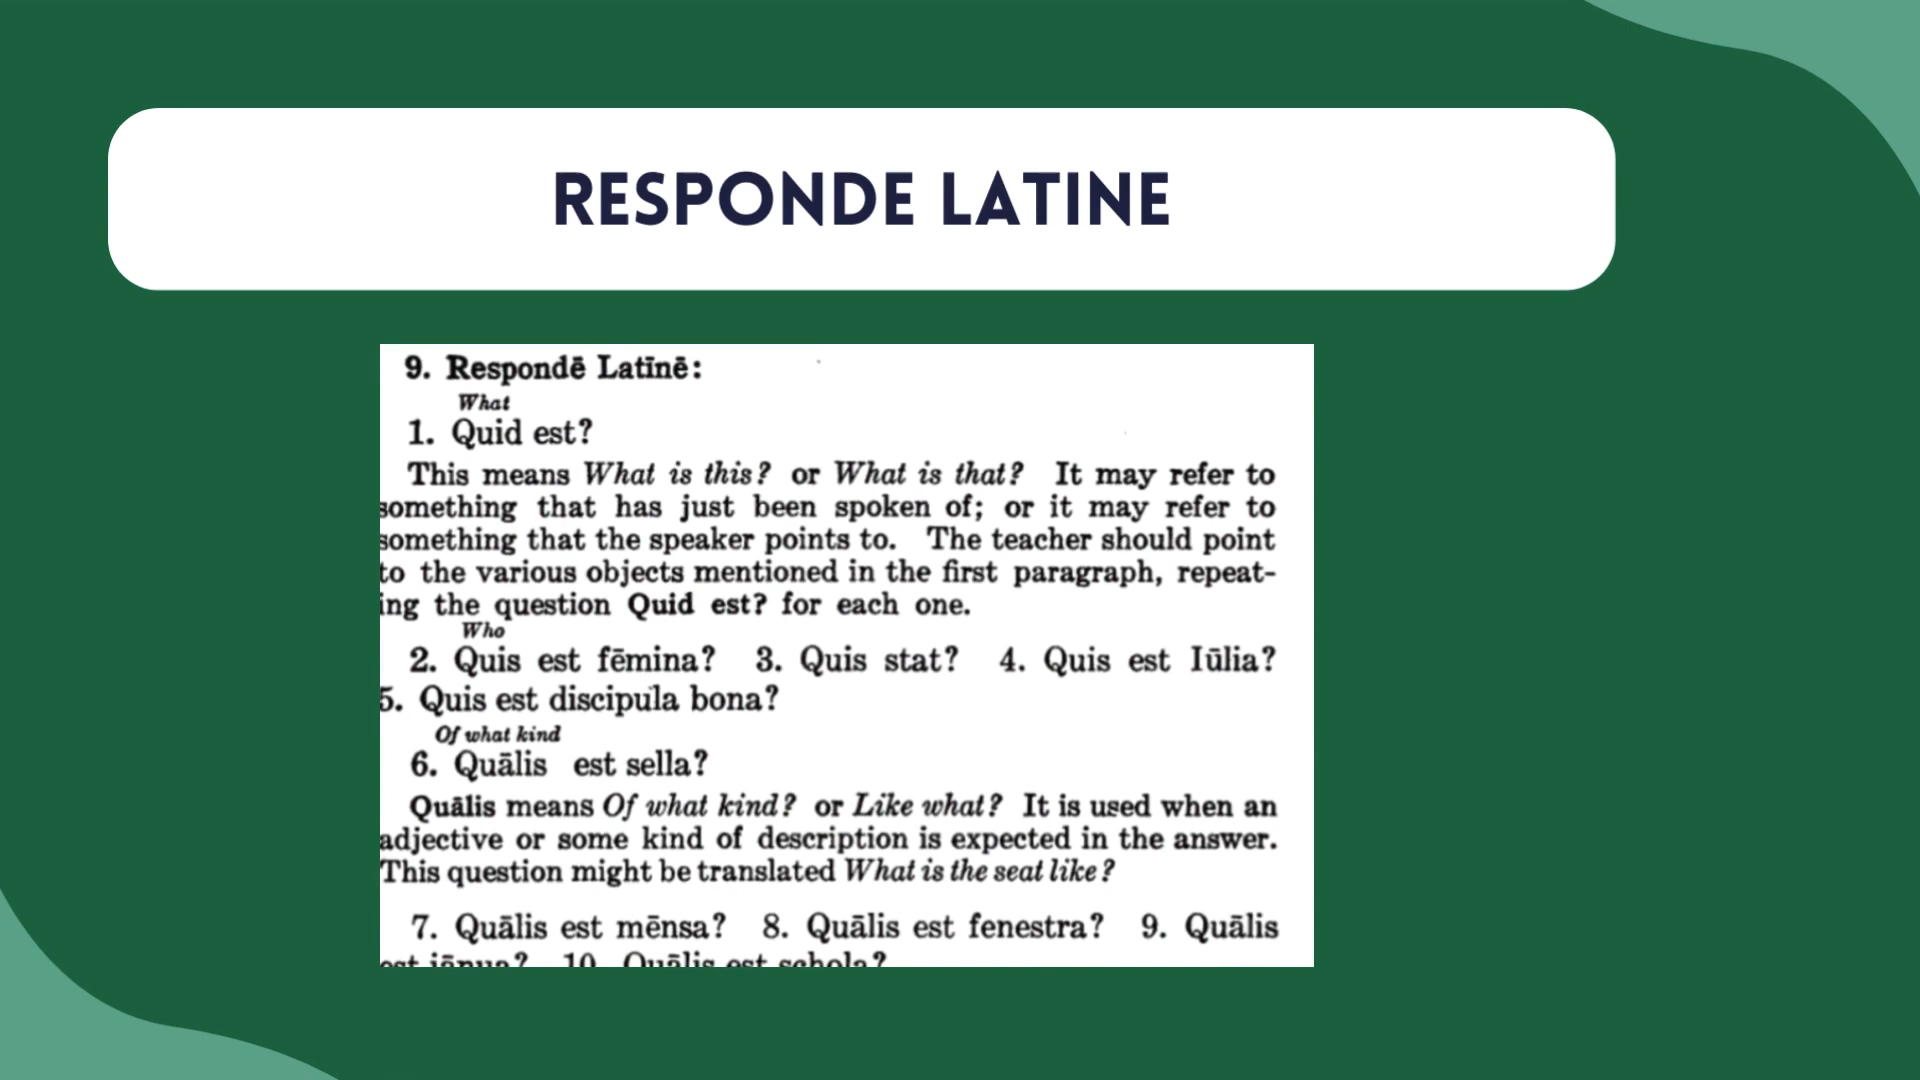 RESPONDE LATINE
9. Respondē Latīnē:
What
1. Quid est?
This means What is this? or What is that? It may refer to
something that has just been spoken of; or it may refer to
something that the speaker points to. The teacher should point
to the various objects mentioned in the first paragraph, repeat-
ing the question Quid est? for each one.
Who
2. Quis est fēmina? 3. Quis stat? 4. Quis est Iūlia?
5. Quis est discipula bona?
Of what kind
6. Quālis est sella?
Quālis means Of what kind? or Like what? It is used when an
adjective or some kind of description is expected in the answer.
This question might be translated What is the seat like?
7. Quālis est mēnsa? 8. Quālis est fenestra? 9. Quālis
est iānua? 10. Quālis est schola?